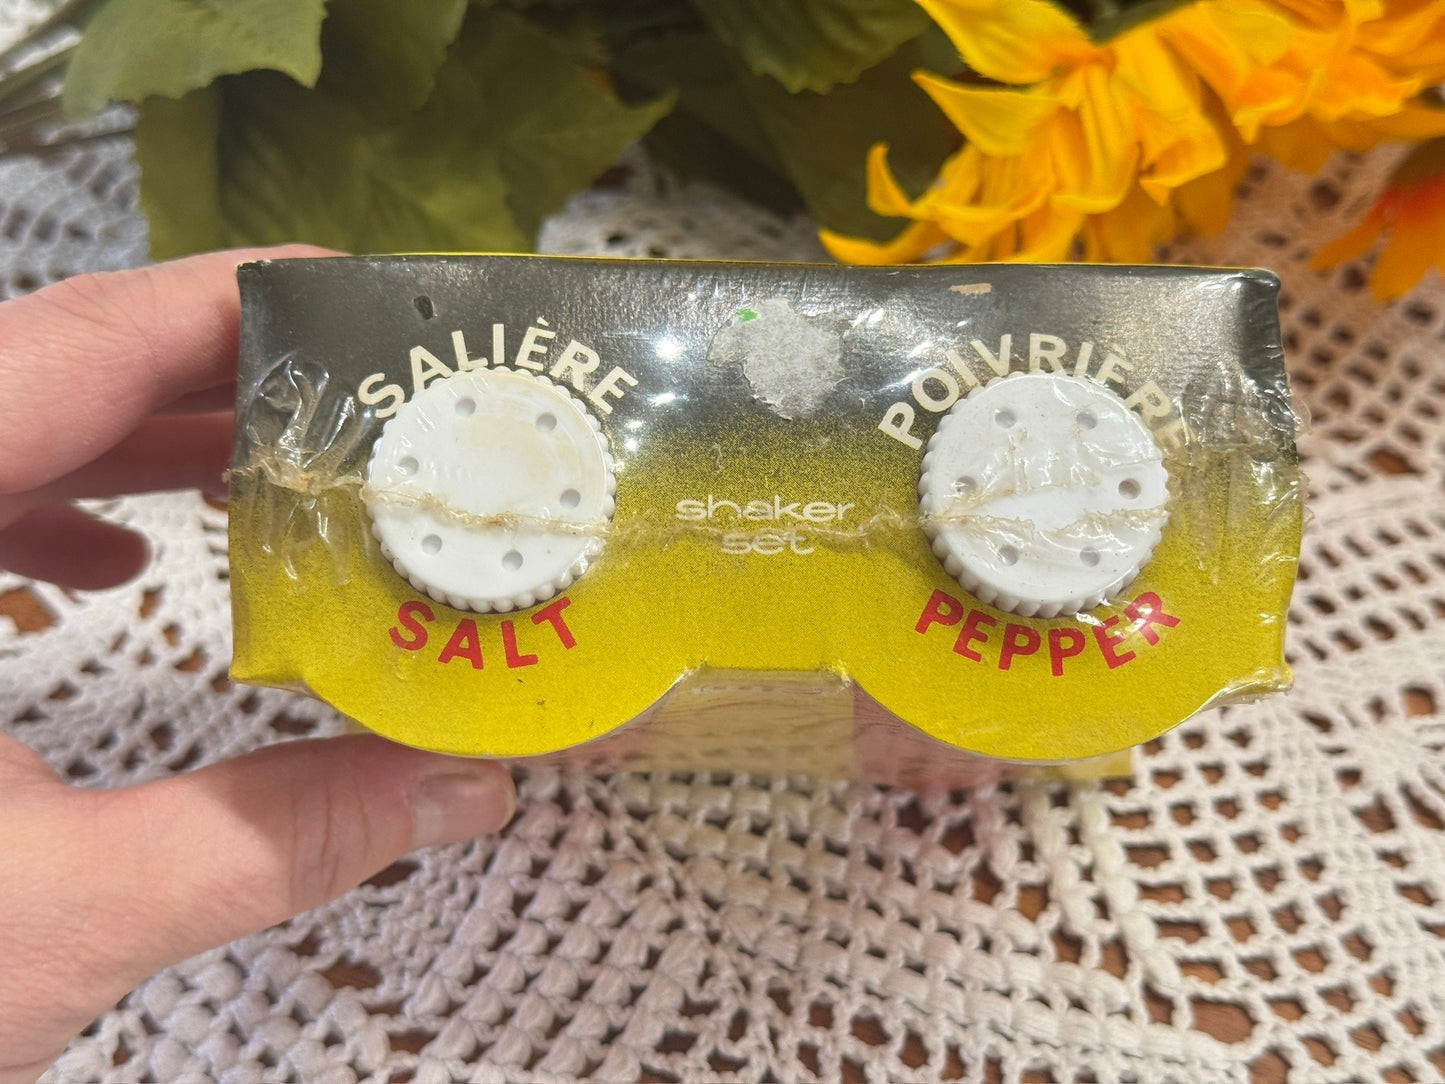 SALIÈRE
POIVRIÈRE
shaker
set
SALT
PEPPER